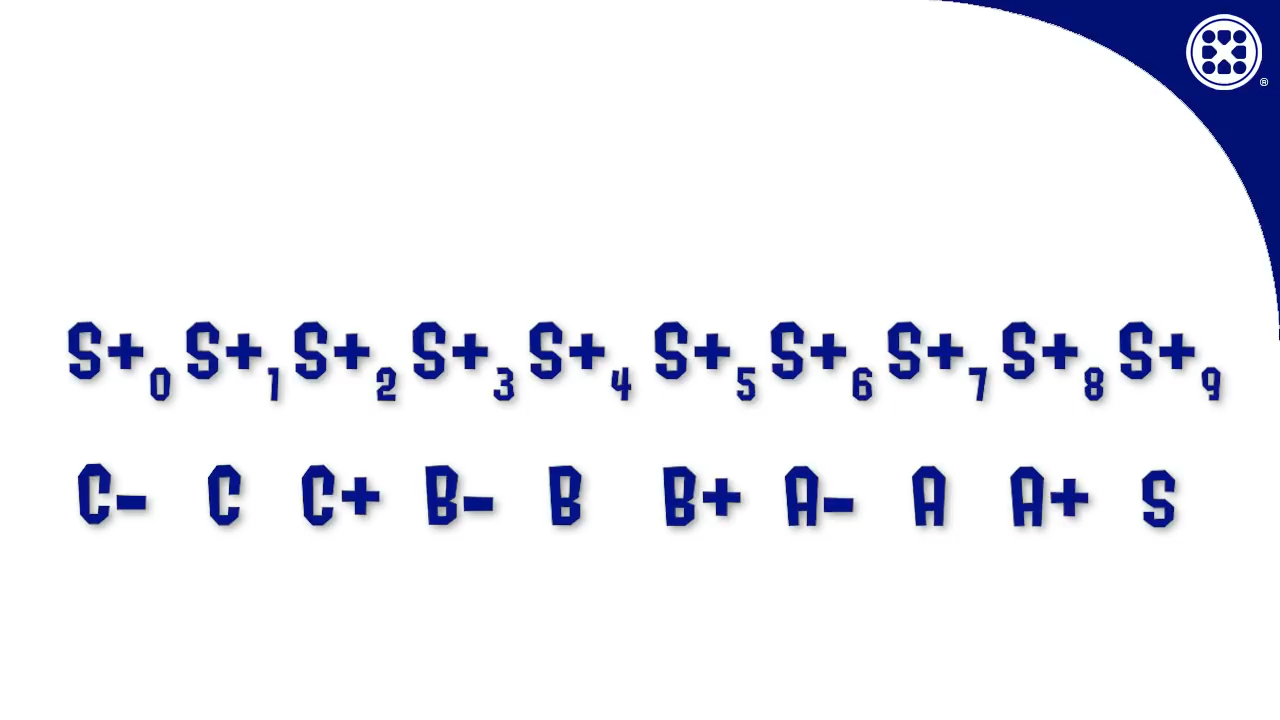 ®
S+₀ S+₁ S+₂ S+₃ S+₄ S+₅ S+₆ S+₇ S+₈ S+₉
C- C C+ B- B B+ A- A A+ S